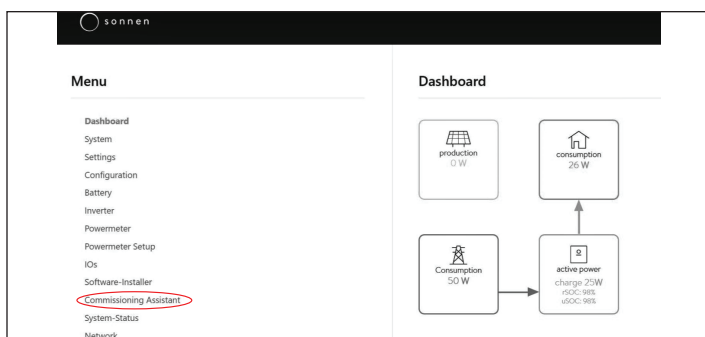 sonnen
Menu
Dashboard
System
Settings
Configuration
Battery
Inverter
Powermeter
Powermeter Setup
IOs
Software-Installer
Commissioning Assistant
System-Status
Network
Dashboard
production
0 W
consumption
26 W
Consumption
50 W
active power
charge 25W
rSOC: 98%
uSOC: 98%